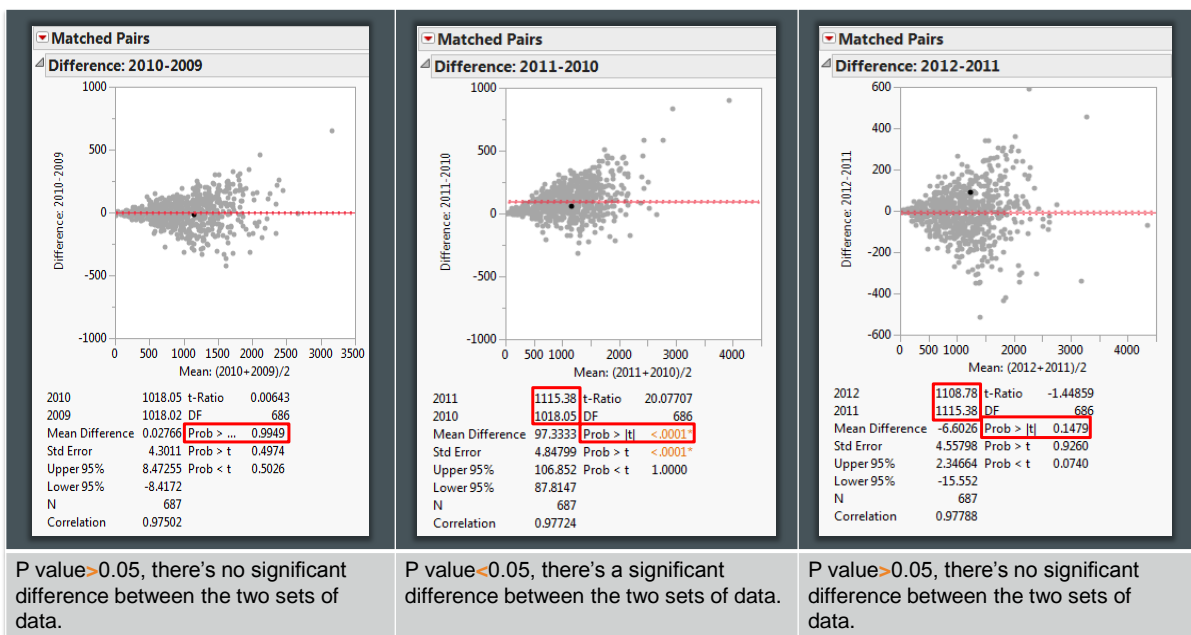 Matched Pairs
Difference: 2010-2009
1000
500
0
-500
-1000
Difference: 2010-2009
0 500 1000 1500 2000 2500 3000 3500
Mean: (2010+2009)/2
2010 1018.05 t-Ratio 0.00643
2009 1018.02 DF 686
Mean Difference 0.02766 Prob > ... 0.9949
Std Error 4.3011 Prob > t 0.4974
Upper 95% 8.47255 Prob < t 0.5026
Lower 95% -8.4172
N 687
Correlation 0.97502
P value>0.05, there's no significant
difference between the two sets of
data.
Matched Pairs
Difference: 2011-2010
1000
500
0
-500
-1000
Difference: 2011-2010
0 500 1000 2000 3000 4000
Mean: (2011+2010)/2
2011 1115.38 t-Ratio 20.07707
2010 1018.05 DF 686
Mean Difference 97.3333 Prob > |t| <.0001*
Std Error 4.84799 Prob > t <.0001*
Upper 95% 106.852 Prob < t 1.0000
Lower 95% 87.8147
N 687
Correlation 0.97724
P value<0.05, there's a significant
difference between the two sets of data.
Matched Pairs
Difference: 2012-2011
600
400
200
0
-200
-400
-600
Difference: 2012-2011
0 500 1000 2000 3000 4000
Mean: (2012+2011)/2
2012 1108.78 t-Ratio -1.44859
2011 1115.38 DF 686
Mean Difference -6.6026 Prob > |t| 0.1479
Std Error 4.55798 Prob > t 0.9260
Upper 95% 2.34664 Prob < t 0.0740
Lower 95% -15.552
N 687
Correlation 0.97788
P value>0.05, there's no significant
difference between the two sets of
data.